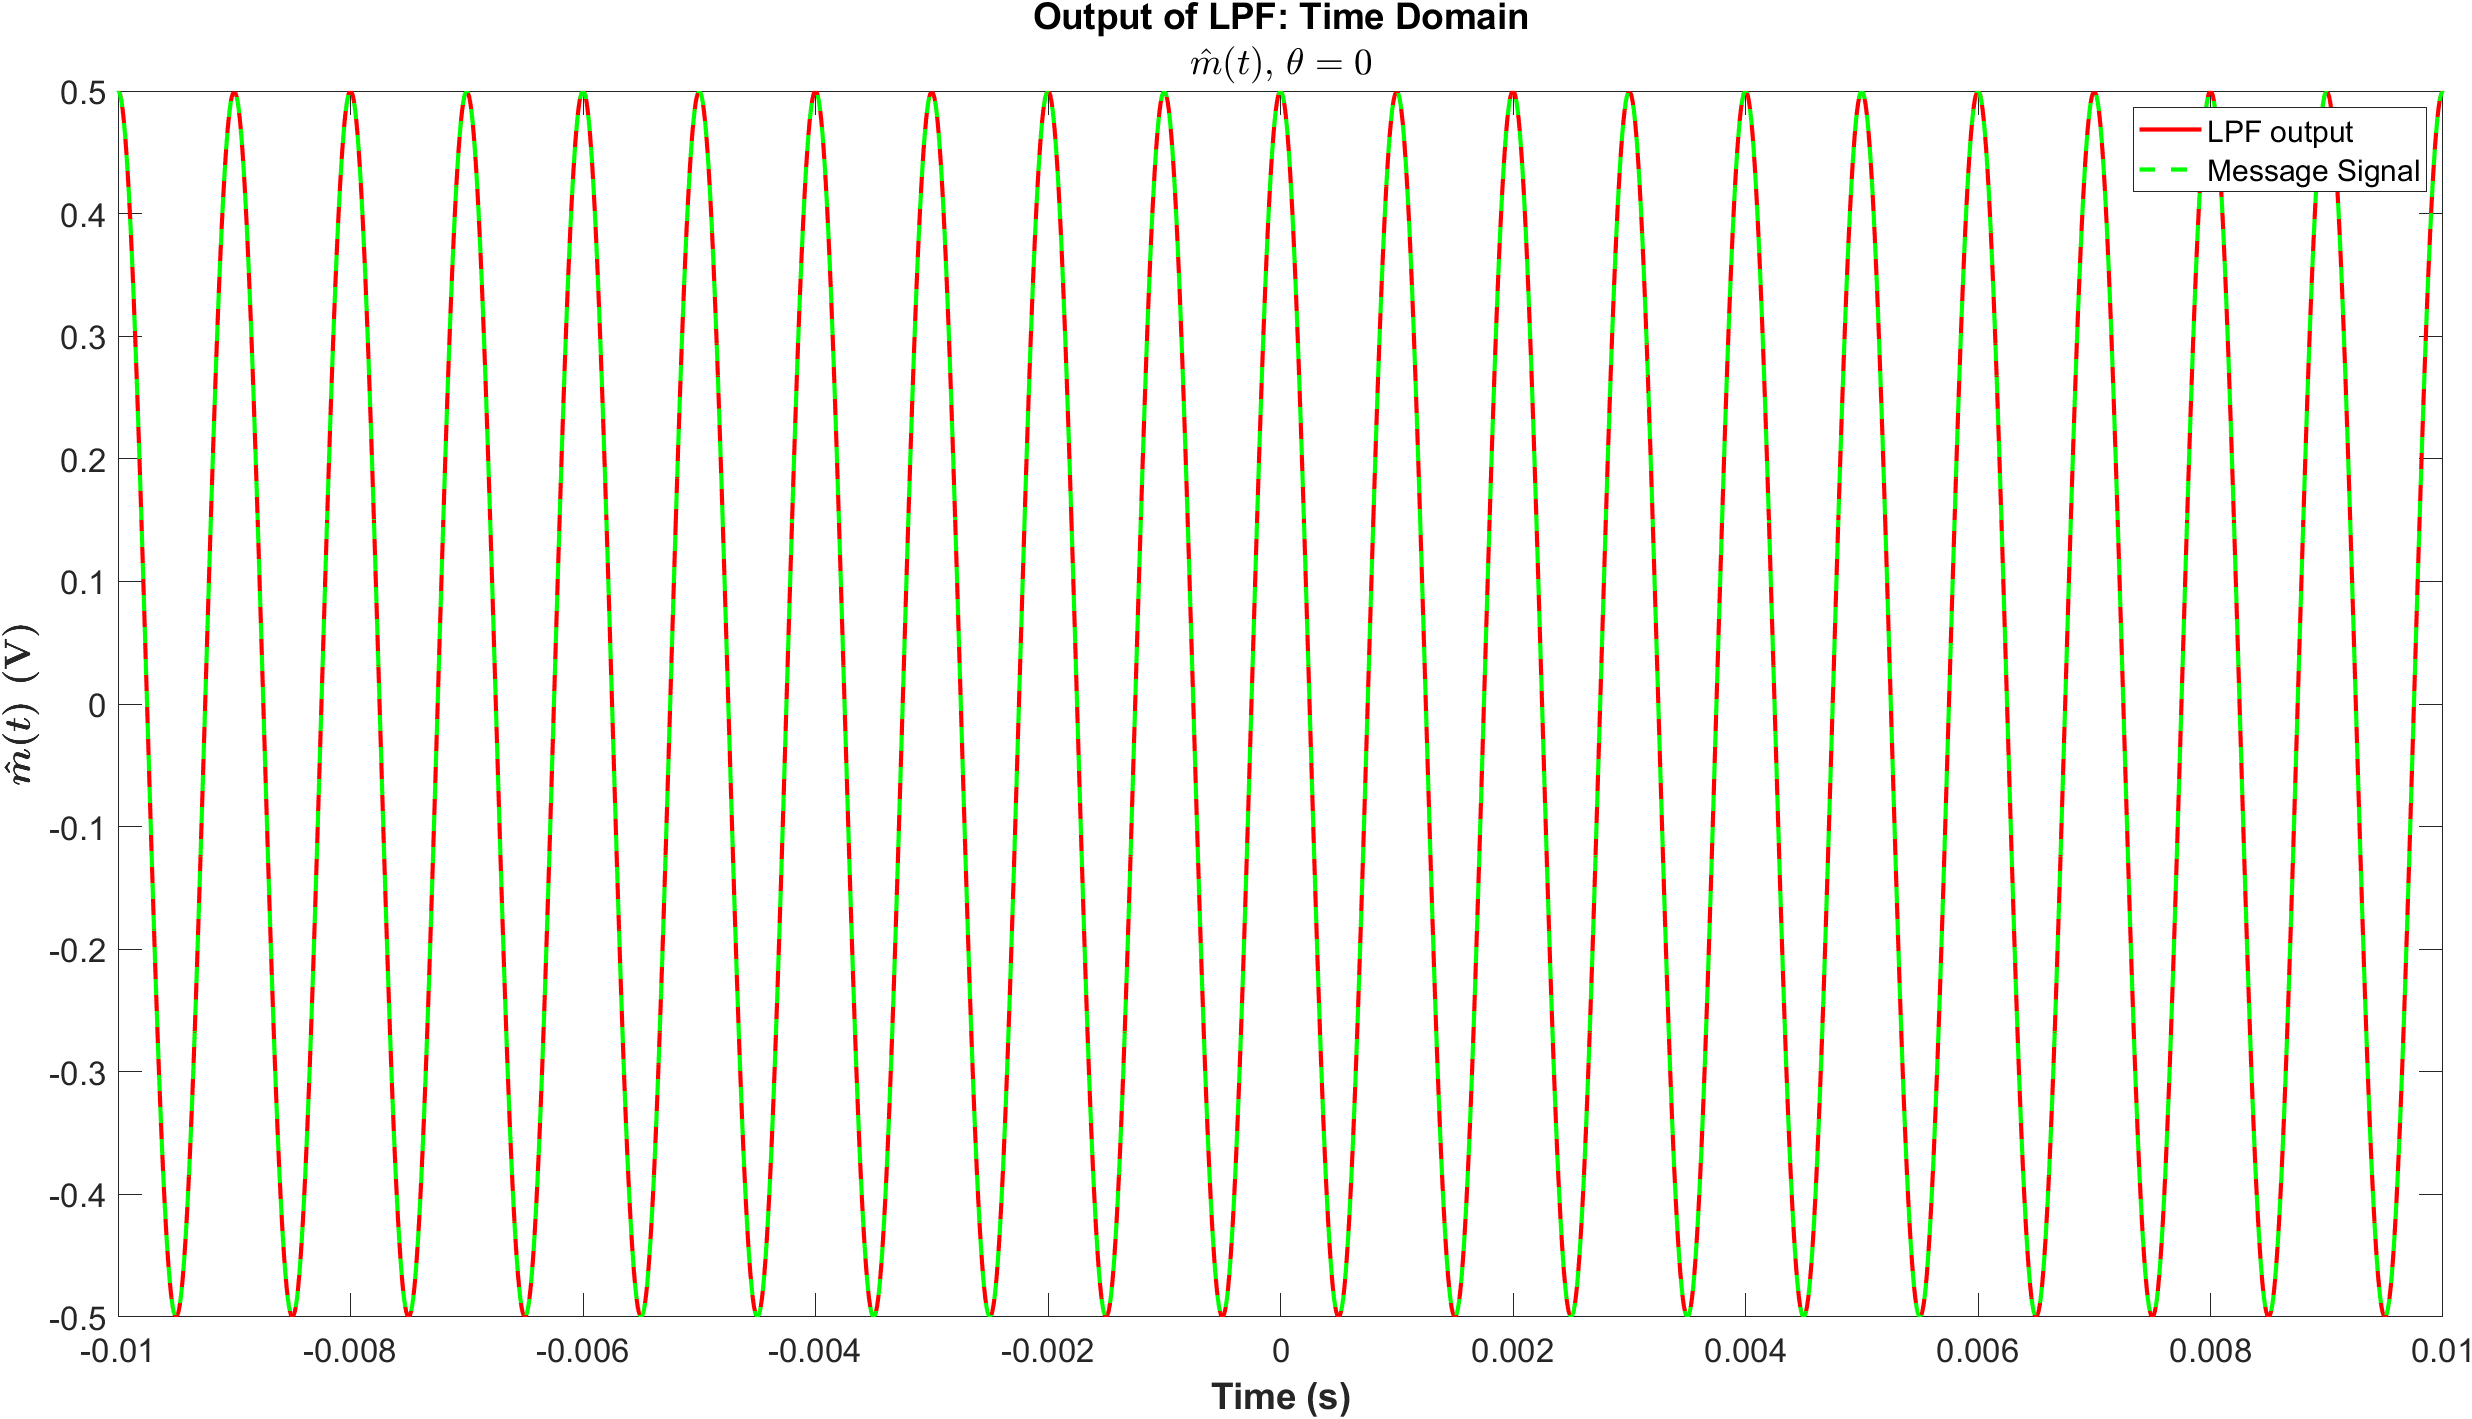 Output of LPF: Time Domain
m̂(t), θ = 0
LPF output
Message Signal
0.5
0.4
0.3
0.2
0.1
0
-0.1
-0.2
-0.3
-0.4
-0.5
m̂(t) (V)
-0.01 -0.008 -0.006 -0.004 -0.002 0 0.002 0.004 0.006 0.008 0.01
Time (s)